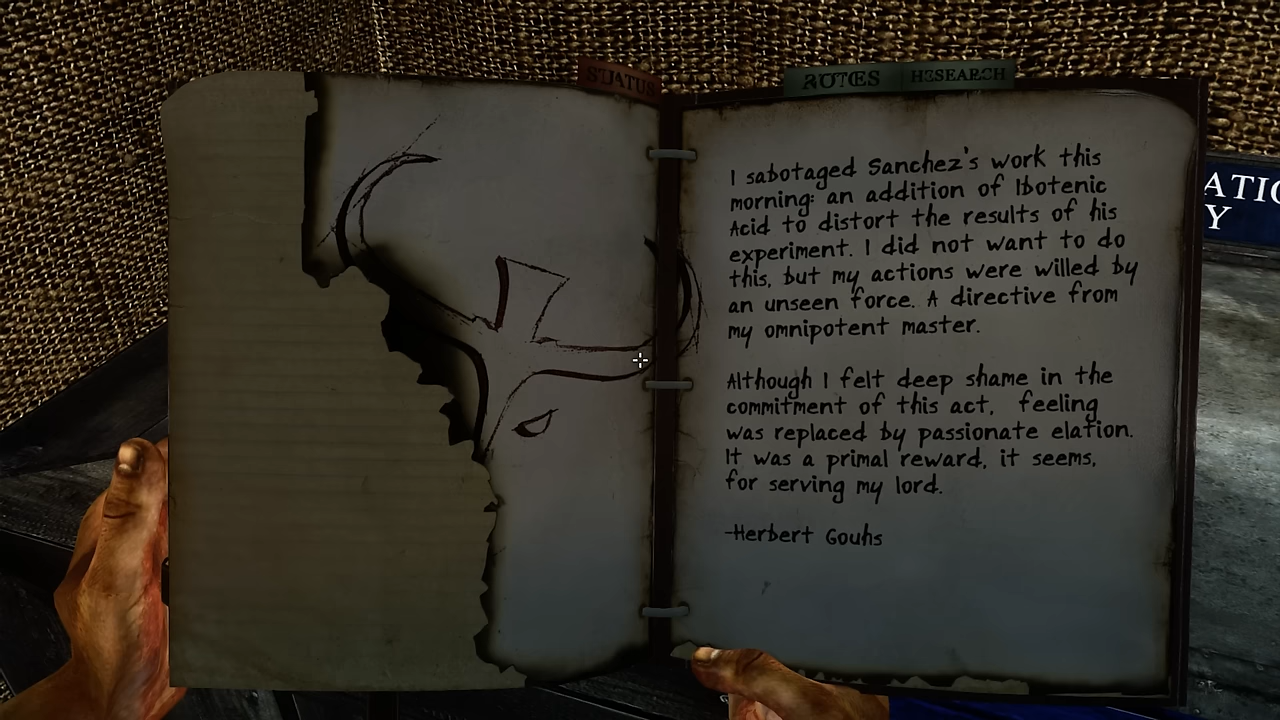 STATUS
NOTES
RESEARCH
I sabotaged Sanchez's work this
morning: an addition of Ibotenic
Acid to distort the results of his
experiment. I did not want to do
this, but my actions were willed by
an unseen force. A directive from
my omnipotent master.
Although I felt deep shame in the
commitment of this act, feeling
was replaced by passionate elation.
It was a primal reward, it seems,
for serving my lord.
-Herbert Gouhs
ATIO
Y